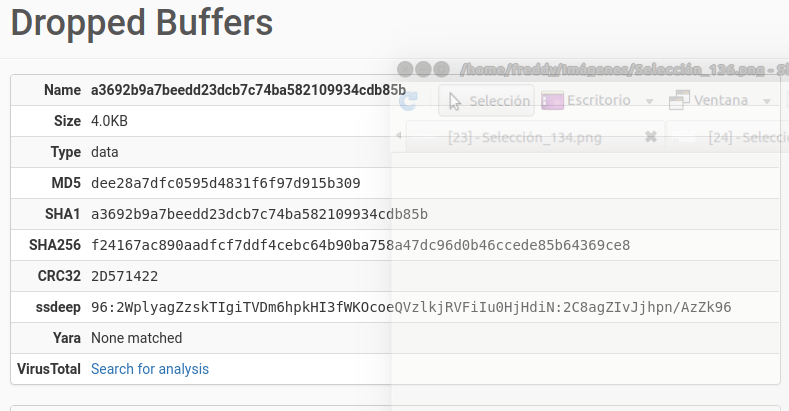 Dropped Buffers
/home/freddy/Imágenes/Selección_136.png - S
Name a3692b9a7beedd23dcb7c74ba582109934cdb85b
Selección Escritorio Ventana
Size 4.0KB
[23] - Selección_134.png [24] - Selecci
Type data
MD5 dee28a7dfc0595d4831f6f97d915b309
SHA1 a3692b9a7beedd23dcb7c74ba582109934cdb85b
SHA256 f24167ac890aadfcf7ddf4cebc64b90ba758a47dc96d0b46ccede85b64369ce8
CRC32 2D571422
ssdeep 96:2WplyagZzskTIgiTVDm6hpkHI3fWKOcoeQVzlkjRVFiIu0HjHdiN:2C8agZIvJjhpn/AzZk96
Yara None matched
VirusTotal Search for analysis